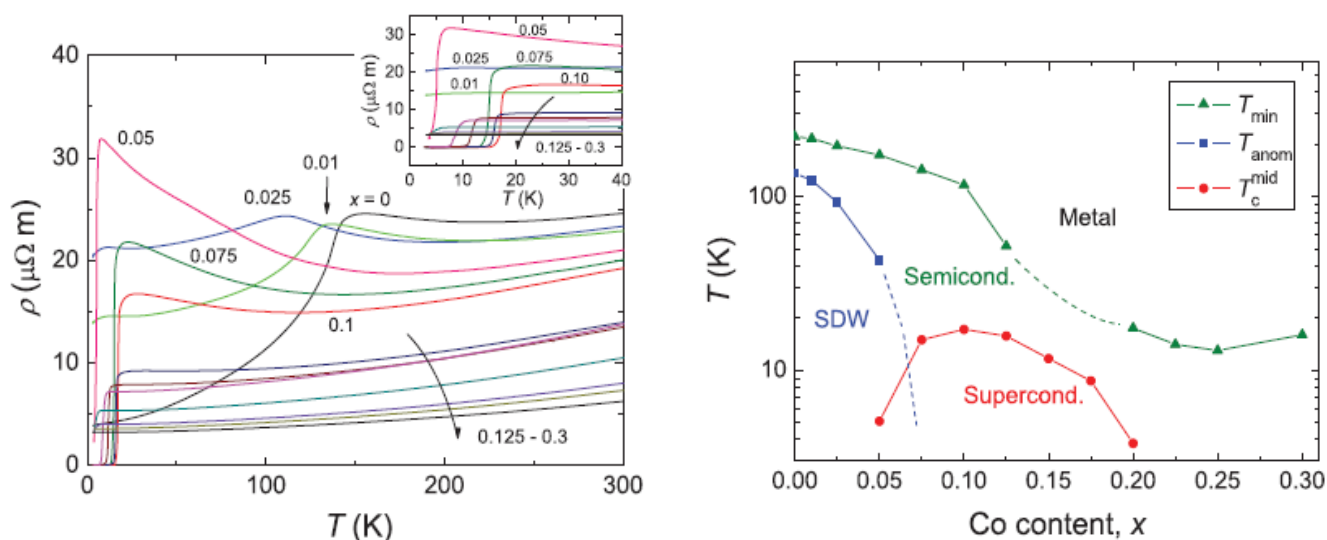 40
30
20
10
0
0
100
200
300
ρ (μΩ m)
T (K)
0.05
0.025
0.01
x = 0
0.075
0.1
0.125 - 0.3
30
20
10
0
0
10
20
30
40
ρ (μΩ m)
T (K)
0.05
0.025
0.075
0.01
0.10
0.125 - 0.3
T (K)
100
10
0.00
0.05
0.10
0.15
0.20
0.25
0.30
Co content, x
T min
T anom
T c mid
Metal
Semicond.
SDW
Supercond.